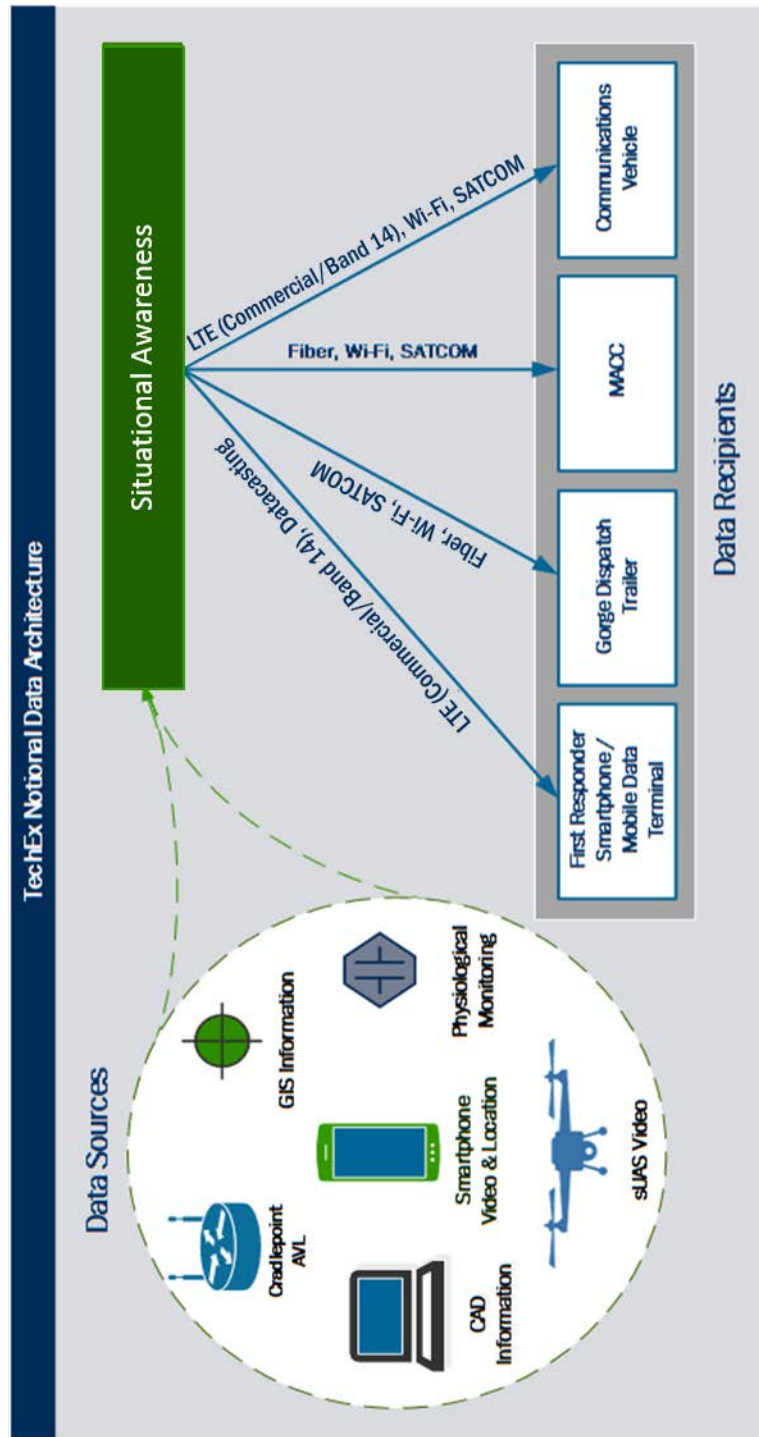 TechEx Notional Data Architecture
Data Sources
Cradlepoint
AVL
GIS Information
CAD
Information
Smartphone
Video & Location
Physiological
Monitoring
sUAS Video
Situational Awareness
LTE (Commercial/Band 14), Datacasting
Fiber, Wi-Fi, SATCOM
Fiber, Wi-Fi, SATCOM
LTE (Commercial/Band 14), Wi-Fi, SATCOM
First Responder
Smartphone /
Mobile Data
Terminal
Gorge Dispatch
Trailer
MACC
Communications
Vehicle
Data Recipients